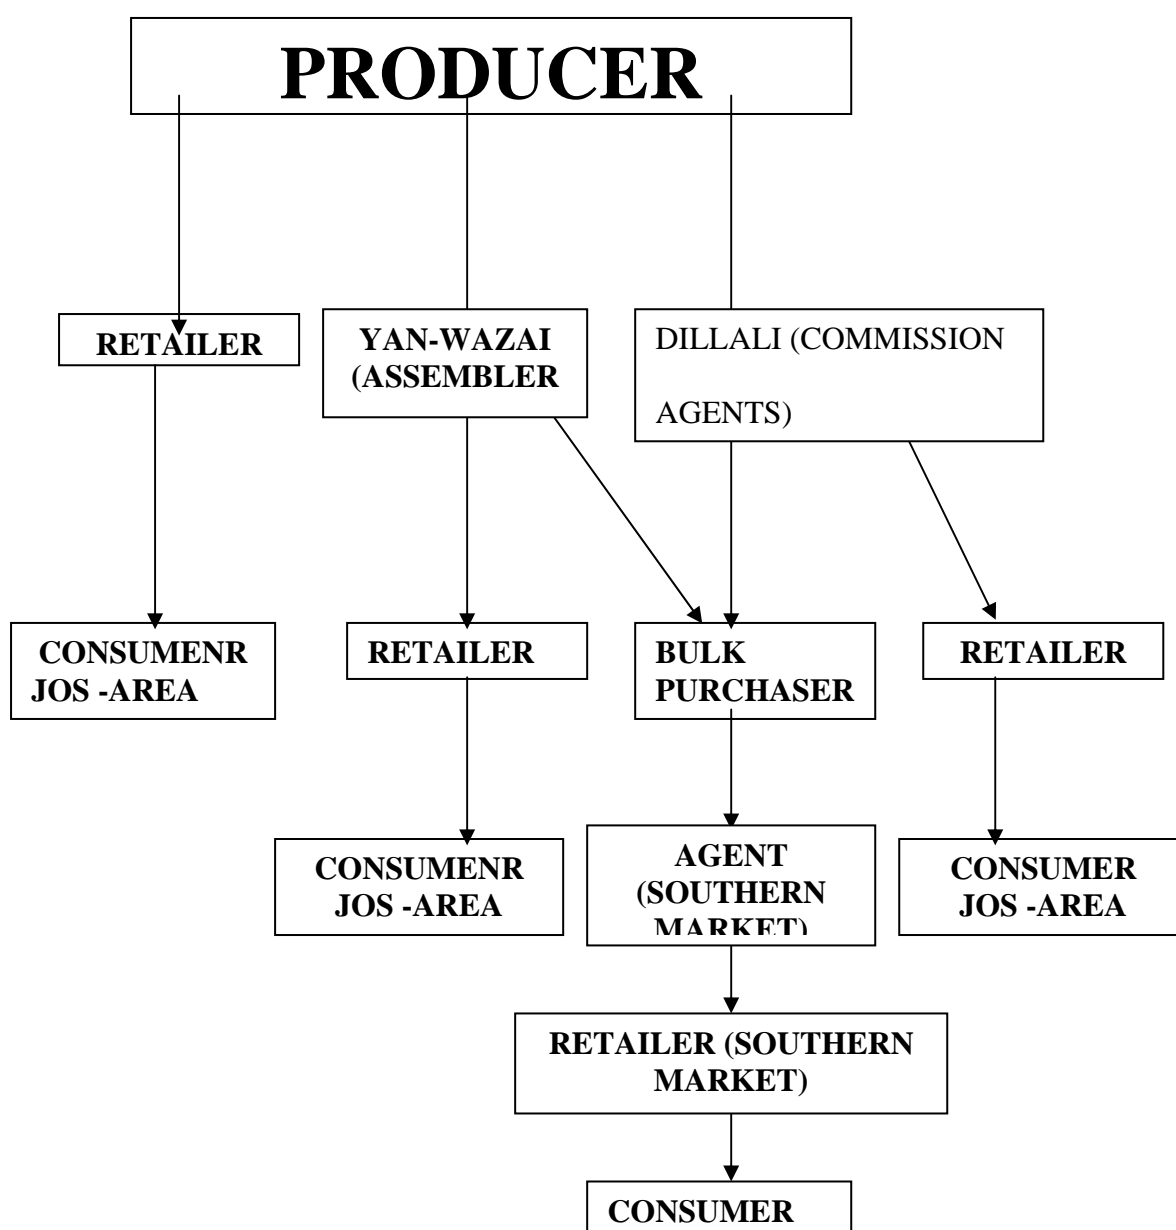 PRODUCER
RETAILER
YAN-WAZAI
(ASSEMBLER
DILLALI (COMMISSION
AGENTS)
CONSUMENR
JOS -AREA
RETAILER
BULK
PURCHASER
RETAILER
CONSUMENR
JOS -AREA
AGENT
(SOUTHERN
MARKET)
CONSUMER
JOS -AREA
RETAILER (SOUTHERN
MARKET)
CONSUMER